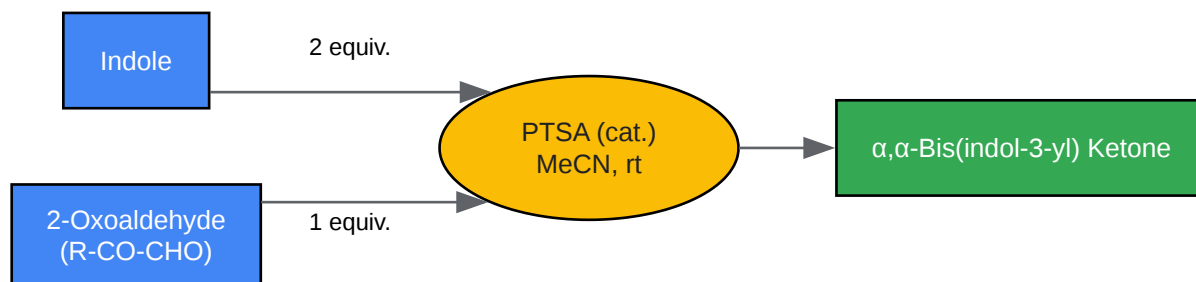 Indole
2 equiv.
PTSA (cat.)
MeCN, rt
α,α-Bis(indol-3-yl) Ketone
2-Oxoaldehyde
(R-CO-CHO)
1 equiv.